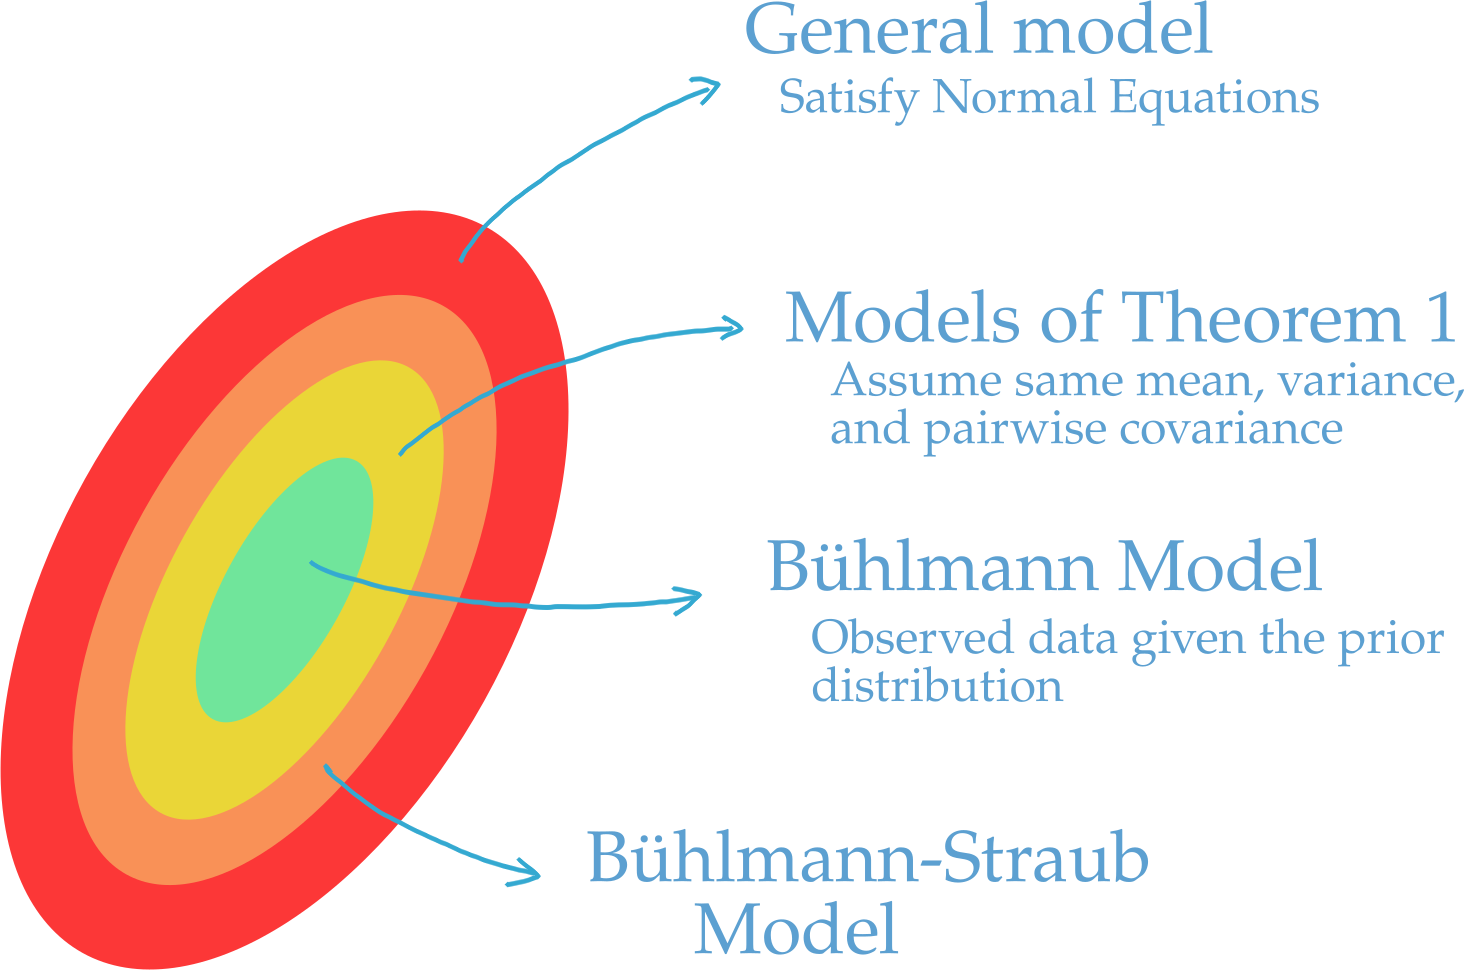 General model
Satisfy Normal Equations
Models of Theorem 1
Assume same mean, variance,
and pairwise covariance
Bühlmann Model
Observed data given the prior
distribution
Bühlmann-Straub
Model